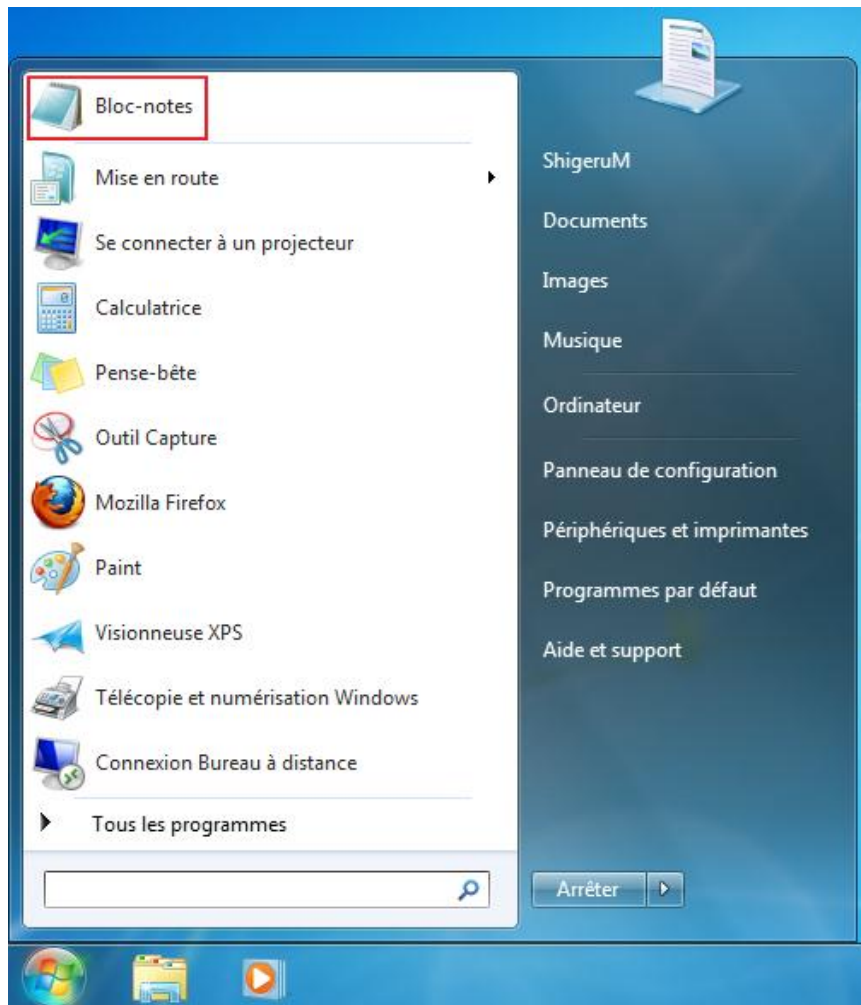 Bloc-notes
Mise en route
Se connecter à un projecteur
Calculatrice
Pense-bête
Outil Capture
Mozilla Firefox
Paint
Visionneuse XPS
Télécopie et numérisation Windows
Connexion Bureau à distance
Tous les programmes
ShigeruM
Documents
Images
Musique
Ordinateur
Panneau de configuration
Périphériques et imprimantes
Programmes par défaut
Aide et support
Arrêter